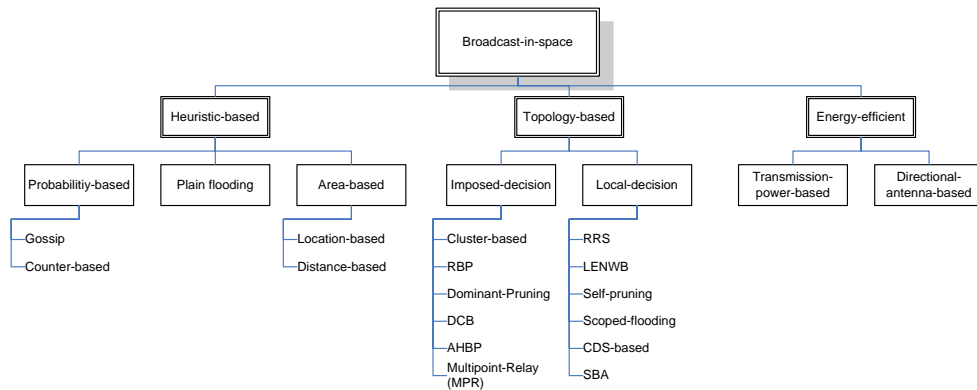 Broadcast-in-space
Heuristic-based
Topology-based
Energy-efficient
Probabilitiy-based
Plain flooding
Area-based
Imposed-decision
Local-decision
Transmission-
power-based
Directional-
antenna-based
Gossip
Counter-based
Location-based
Distance-based
Cluster-based
RBP
Dominant-Pruning
DCB
AHBP
Multipoint-Relay
(MPR)
RRS
LENWB
Self-pruning
Scoped-flooding
CDS-based
SBA